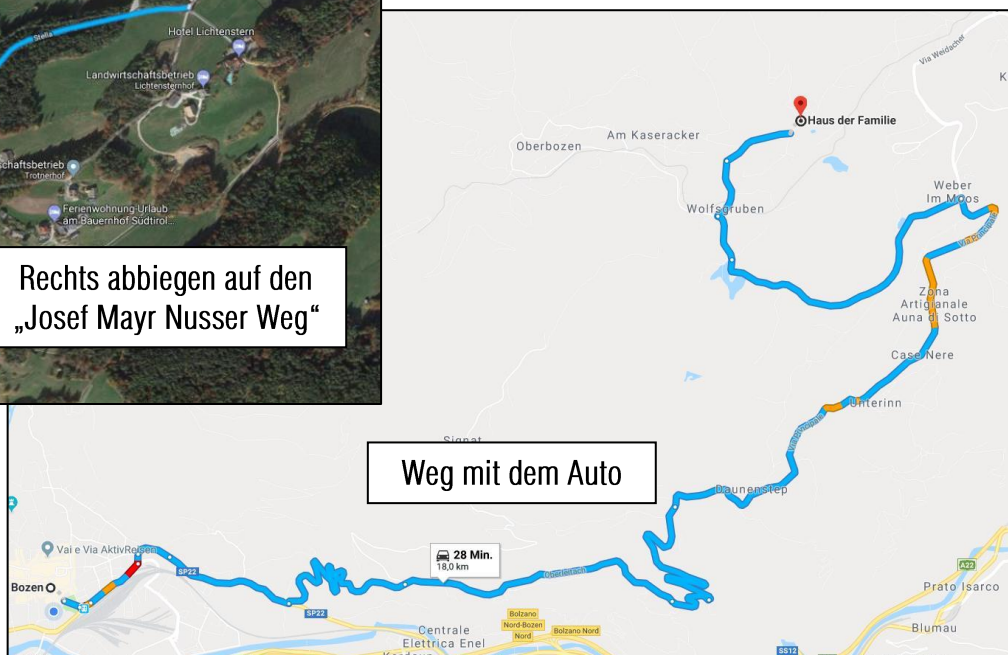 Stella
Hotel Lichtenstern
Landwirtschaftsbetrieb
Lichtensternhof
schaftsbetrieb
Trotnerhof
Ferienwohnung-Urlaub
am Bauernhof Südtirol...
Rechts abbiegen auf den
„Josef Mayr Nusser Weg“
Via Weidacher
K
Haus der Familie
Am Kaseracker
Oberbozen
Wolfsgruben
Weber
Im Moos
Zona
Artigianale
Auna di Sotto
Case Nere
Unterinn
Signat
Weg mit dem Auto
Daunenstep
Vai e Via AktivReisen
28 Min.
18,0 km
SP22
Bozen
SP22
Bolzano
Nord-Bozen
Nord
Bolzano Nord
Centrale
Elettrica Enel
A22
Prato Isarco
Blumau
SS12